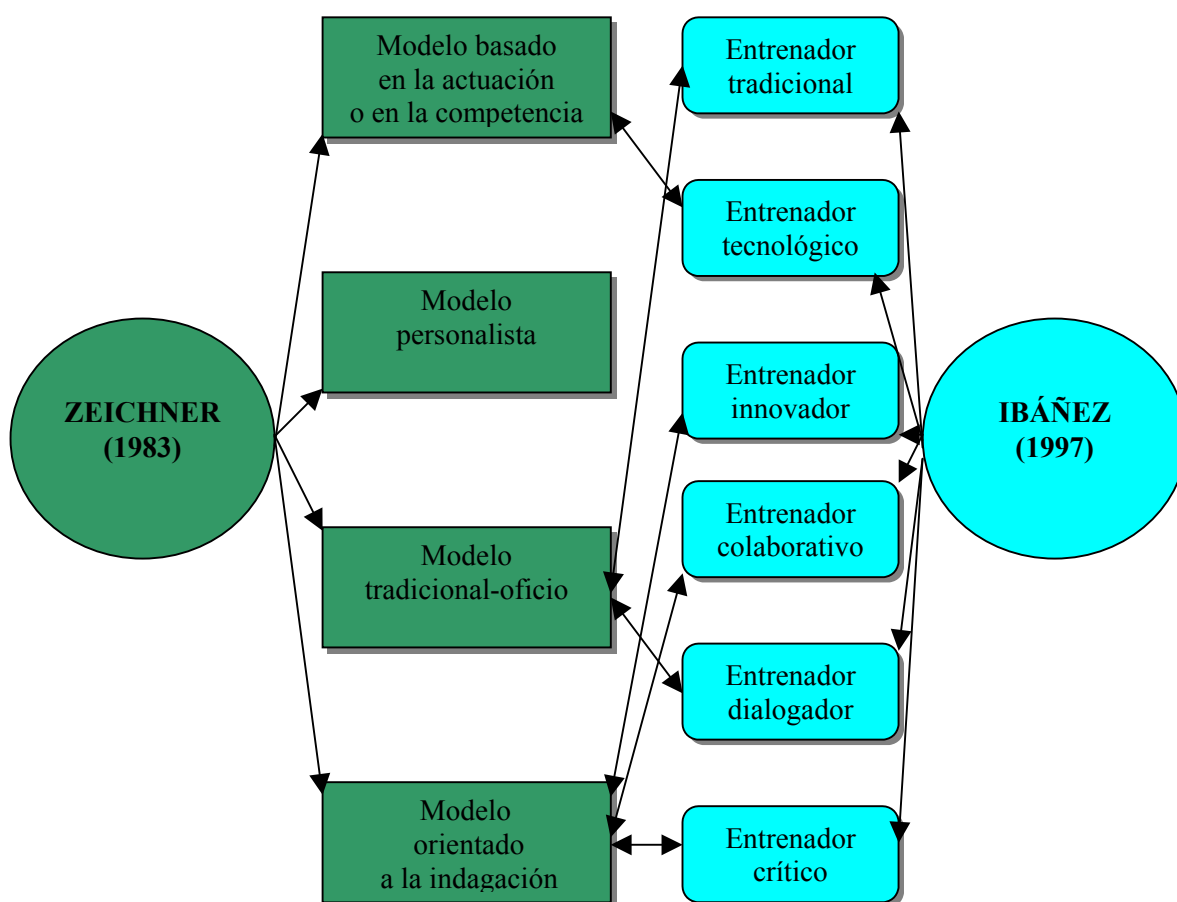 Modelo basado
en la actuación
o en la competencia
Entrenador
tradicional
Entrenador
tecnológico
Modelo
personalista
ZEICHNER
(1983)
Entrenador
innovador
IBÁÑEZ
(1997)
Entrenador
colaborativo
Modelo
tradicional-oficio
Entrenador
dialogador
Modelo
orientado
a la indagación
Entrenador
crítico